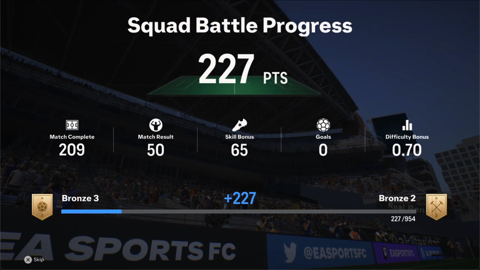 Squad Battle Progress
227 PTS
Match Complete Match Result Skill Bonus Goals Difficulty Bonus
209 50 65 0 0.70
Bronze 3 +227 Bronze 2
227/954
EA SPORTS FC @EASPORTSFC
Skip